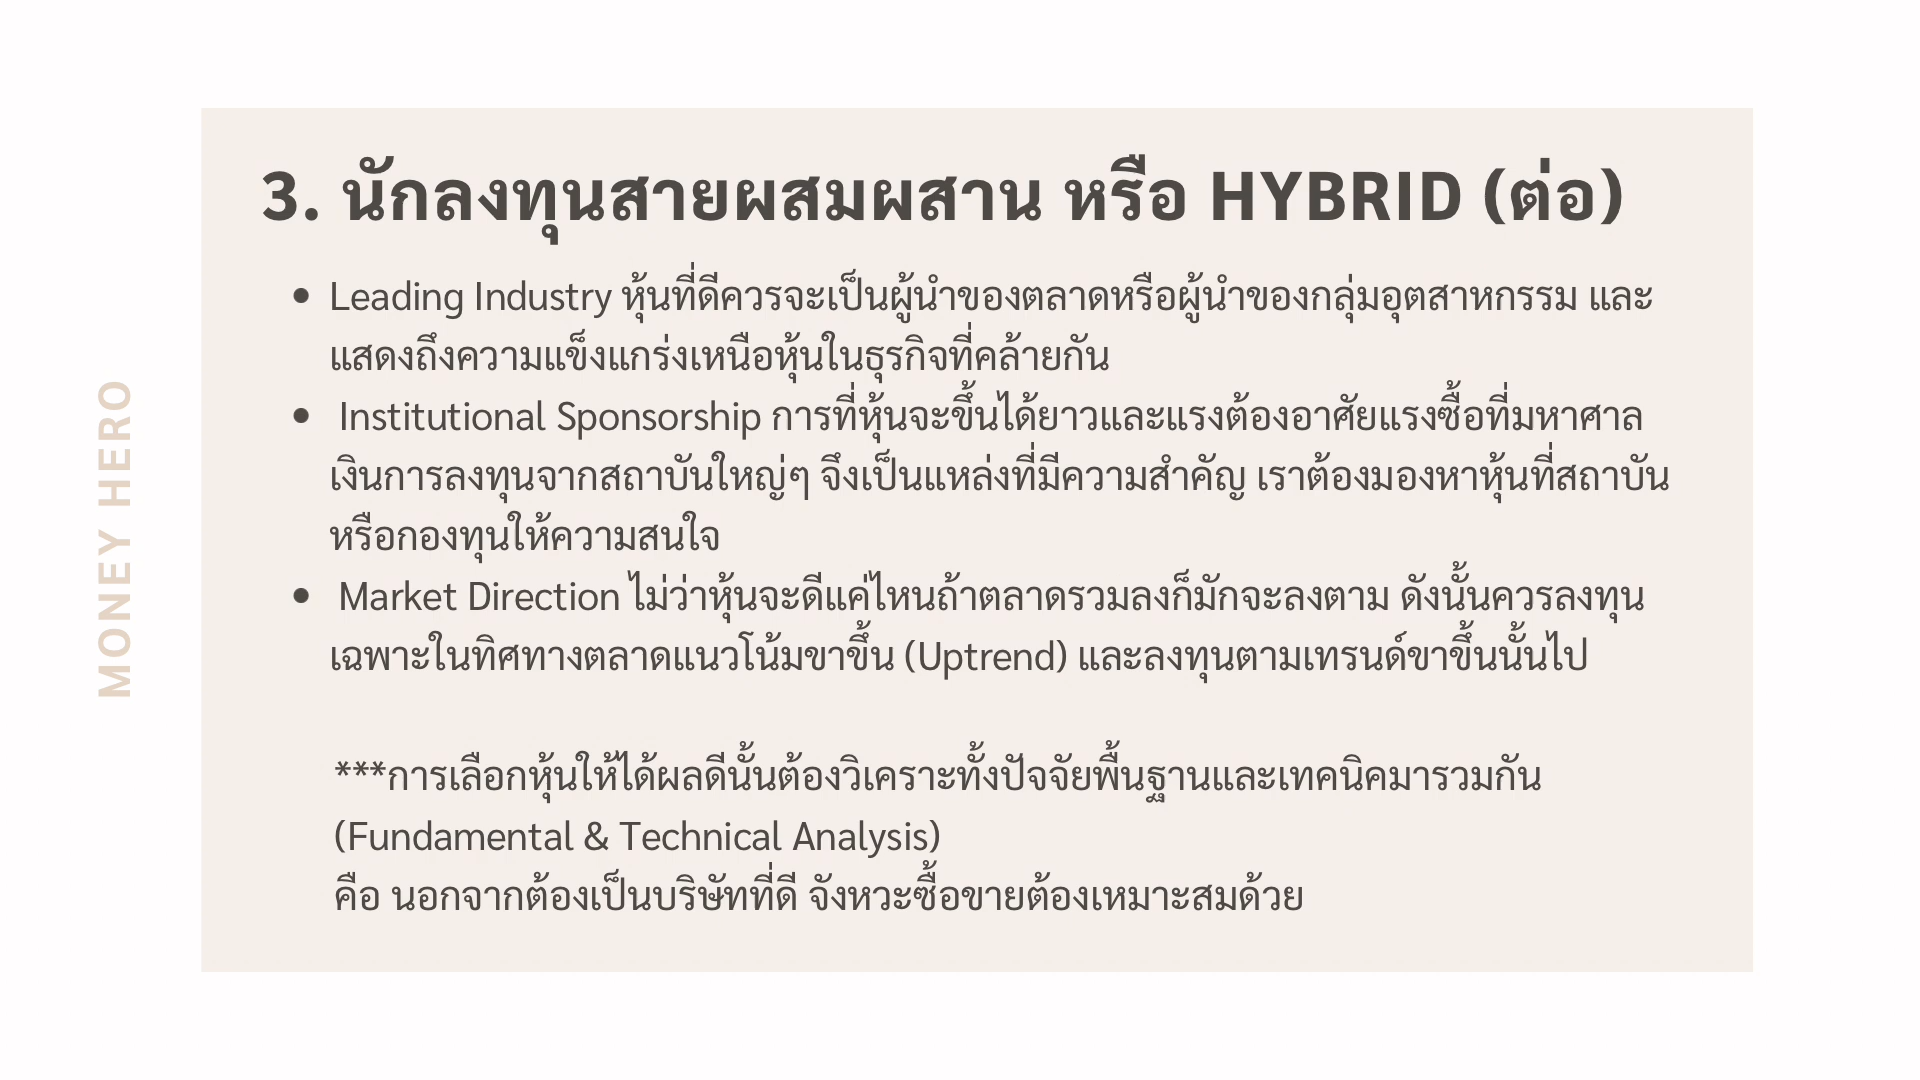 3. นักลงทุนสายผสมผสาน หรือ HYBRID (ต่อ)
• Leading Industry หุ้นที่ดีควรจะเป็นผู้นำของตลาดหรือผู้นำของกลุ่มอุตสาหกรรม และ
แสดงถึงความแข็งแกร่งเหนือหุ้นในธุรกิจที่คล้ายกัน
• Institutional Sponsorship การที่หุ้นจะขึ้นได้ยาวและแรงต้องอาศัยแรงซื้อที่มหาศาล
เงินการลงทุนจากสถาบันใหญ่ๆ จึงเป็นแหล่งที่มีความสำคัญ เราต้องมองหาหุ้นที่สถาบัน
หรือกองทุนให้ความสนใจ
• Market Direction ไม่ว่าหุ้นจะดีแค่ไหนถ้าตลาดรวมลงก็มักจะลงตาม ดังนั้นควรลงทุน
เฉพาะในทิศทางตลาดแนวโน้มขาขึ้น (Uptrend) และลงทุนตามเทรนด์ขาขึ้นนั้นไป
***การเลือกหุ้นให้ได้ผลดีนั้นต้องวิเคราะทั้งปัจจัยพื้นฐานและเทคนิคมารวมกัน
(Fundamental & Technical Analysis)
คือ นอกจากต้องเป็นบริษัทที่ดี จังหวะซื้อขายต้องเหมาะสมด้วย
MONEY HERO